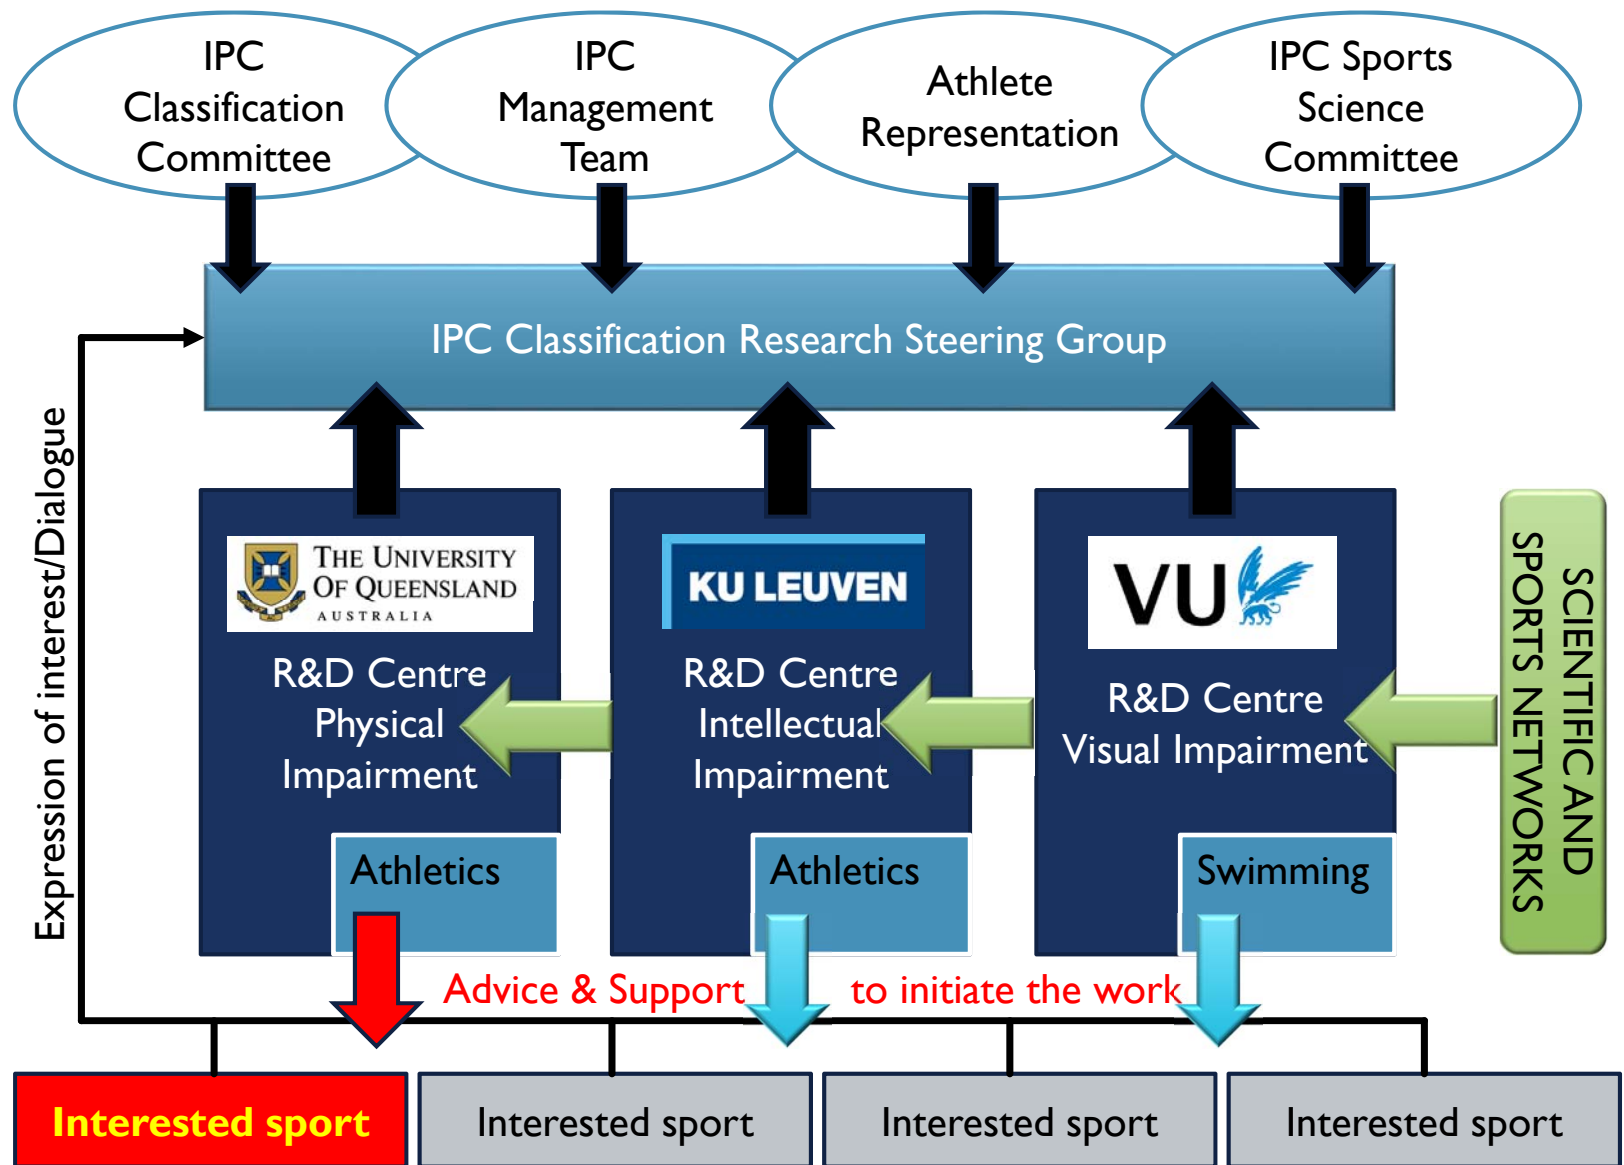 IPC
Classification
Committee
IPC
Management
Team
Athlete
Representation
IPC Sports
Science
Committee
IPC Classification Research Steering Group
Expression of interest/Dialogue
THE UNIVERSITY
OF QUEENSLAND
AUSTRALIA
R&D Centre
Physical
Impairment
Athletics
KU LEUVEN
R&D Centre
Intellectual
Impairment
Athletics
VU
R&D Centre
Visual Impairment
Swimming
SCIENTIFIC AND
SPORTS NETWORKS
Advice & Support to initiate the work
Interested sport
Interested sport
Interested sport
Interested sport